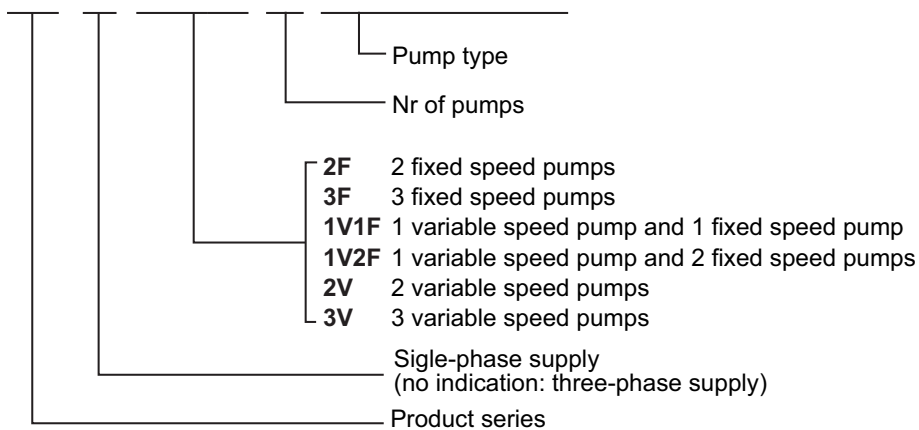 Pump type
Nr of pumps
2F 2 fixed speed pumps
3F 3 fixed speed pumps
1V1F 1 variable speed pump and 1 fixed speed pump
1V2F 1 variable speed pump and 2 fixed speed pumps
2V 2 variable speed pumps
3V 3 variable speed pumps
Sigle-phase supply
(no indication: three-phase supply)
Product series